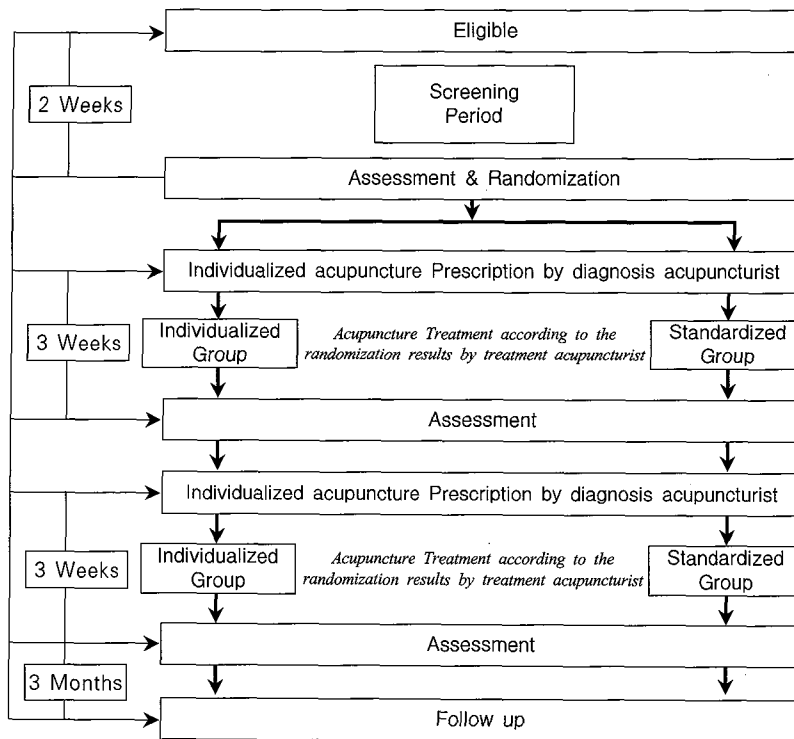 Eligible
2 Weeks
Screening
Period
Assessment & Randomization
Individualized acupuncture Prescription by diagnosis acupuncturist
3 Weeks
Individualized
Group
Acupuncture Treatment according to the
randomization results by treatment acupuncturist
Standardized
Group
Assessment
Individualized acupuncture Prescription by diagnosis acupuncturist
3 Weeks
Individualized
Group
Acupuncture Treatment according to the
randomization results by treatment acupuncturist
Standardized
Group
Assessment
3 Months
Follow up